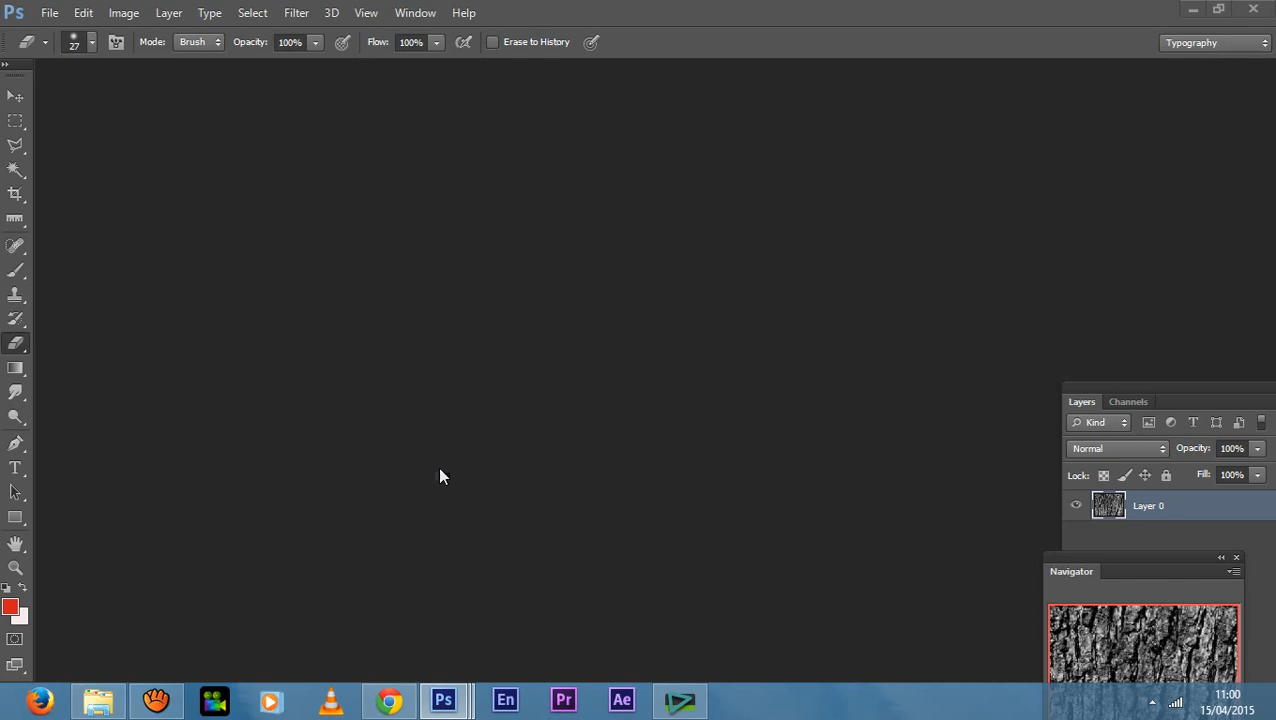 Ps File Edit Image Layer Type Select Filter 3D View Window Help
27 Mode: Brush Opacity: 100% Flow: 100% Erase to History Typography
T
Layers Channels
Kind T
Normal Opacity: 100%
Lock: Fill: 100%
Layer 0
Navigator
Ps En Pr Ae
11:00
15/04/2015